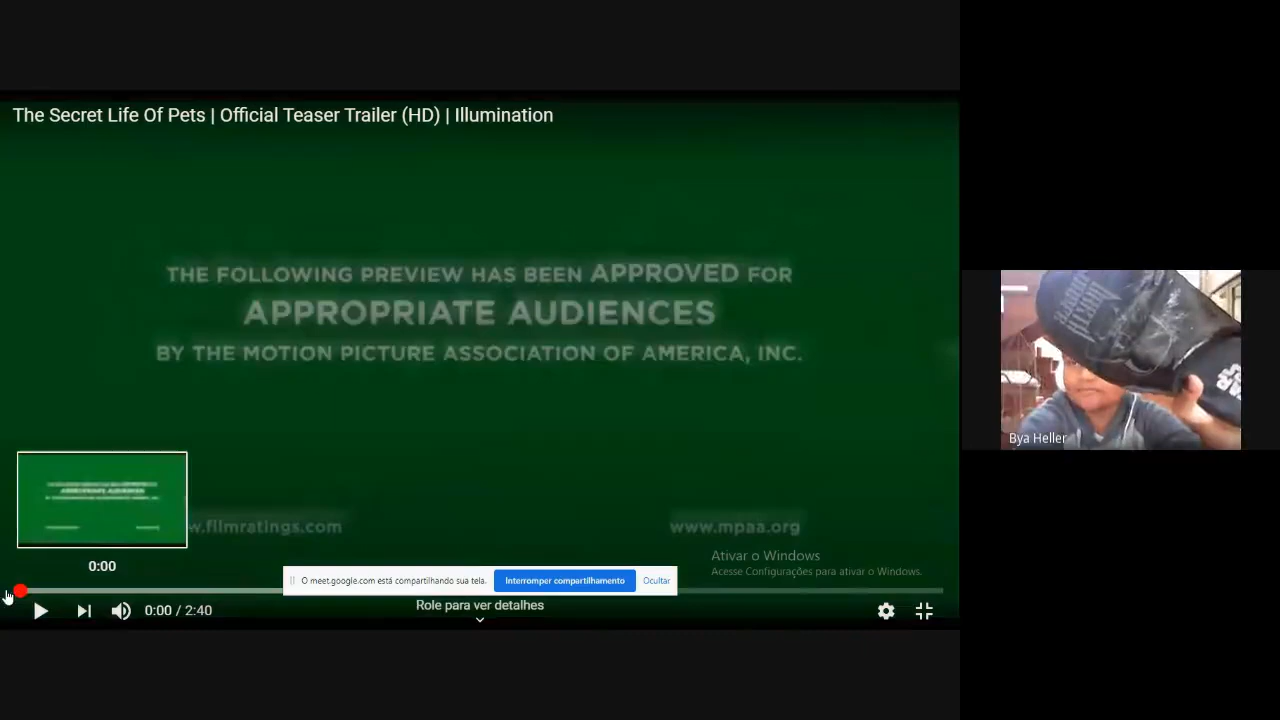 The Secret Life Of Pets | Official Teaser Trailer (HD) | Illumination
THE FOLLOWING PREVIEW HAS BEEN APPROVED FOR
APPROPRIATE AUDIENCES
BY THE MOTION PICTURE ASSOCIATION OF AMERICA, INC.
w.filmratings.com
www.mpaa.org
Ativar o Windows
Acesse Configurações para ativar o Windows.
0:00
O meet.google.com está compartilhando sua tela.
Interromper compartilhamento
Ocultar
0:00 / 2:40
Role para ver detalhes
Bya Heller